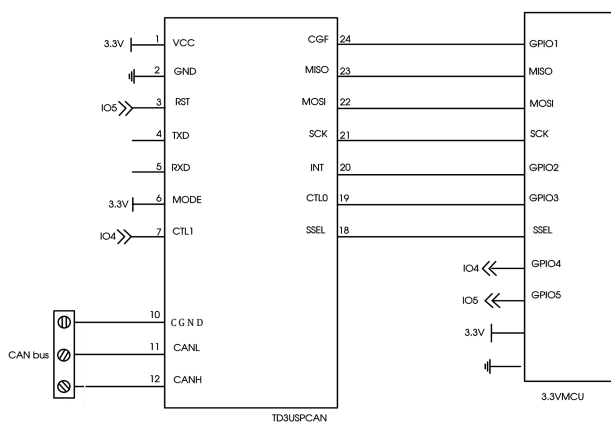 3.3V 1 VCC CGF 24 GPIO1
2 GND MISO 23 MISO
IO5 3 RST MOSI 22 MOSI
4 TXD SCK 21 SCK
5 RXD INT 20 GPIO2
3.3V 6 MODE CTL0 19 GPIO3
IO4 7 CTL1 SSEL 18 SSEL
IO4 GPIO4
IO5 GPIO5
10 CGND
3.3V
CAN bus 11 CANL
12 CANH
3.3VMCU
TD3USPCAN